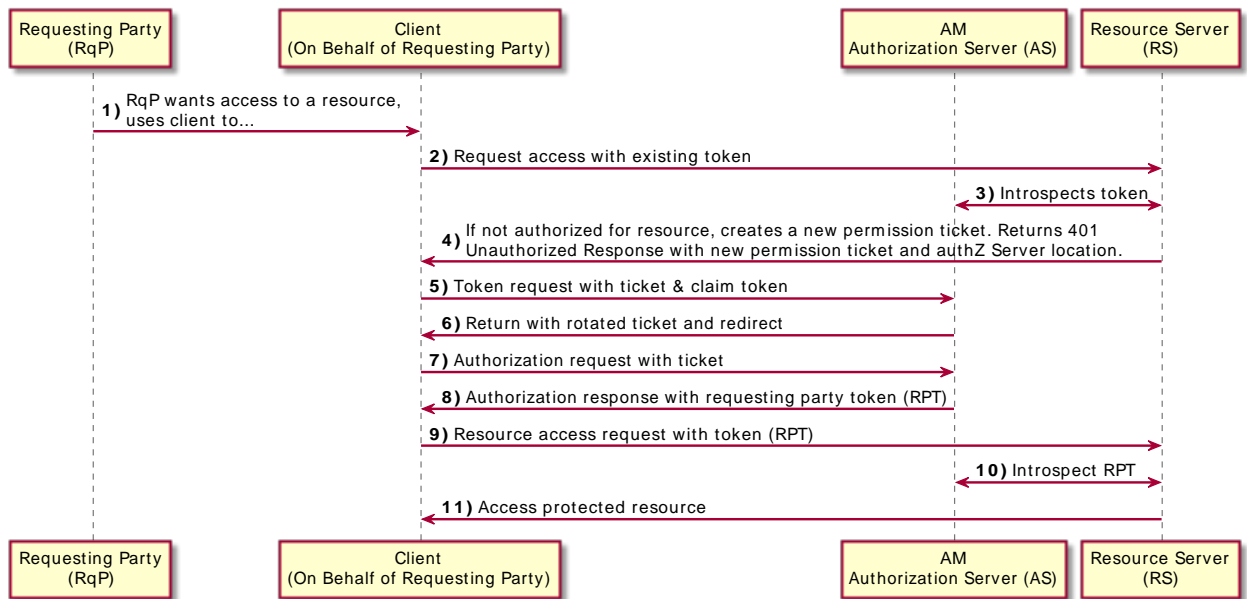 Requesting Party
(RqP)
Client
(On Behalf of Requesting Party)
AM
Authorization Server (AS)
Resource Server
(RS)
1) RqP wants access to a resource,
uses client to...
2) Request access with existing token
3) Introspects token
4) If not authorized for resource, creates a new permission ticket. Returns 401
Unauthorized Response with new permission ticket and authZ Server location.
5) Token request with ticket & claim token
6) Return with rotated ticket and redirect
7) Authorization request with ticket
8) Authorization response with requesting party token (RPT)
9) Resource access request with token (RPT)
10) Introspect RPT
11) Access protected resource
Requesting Party
(RqP)
Client
(On Behalf of Requesting Party)
AM
Authorization Server (AS)
Resource Server
(RS)